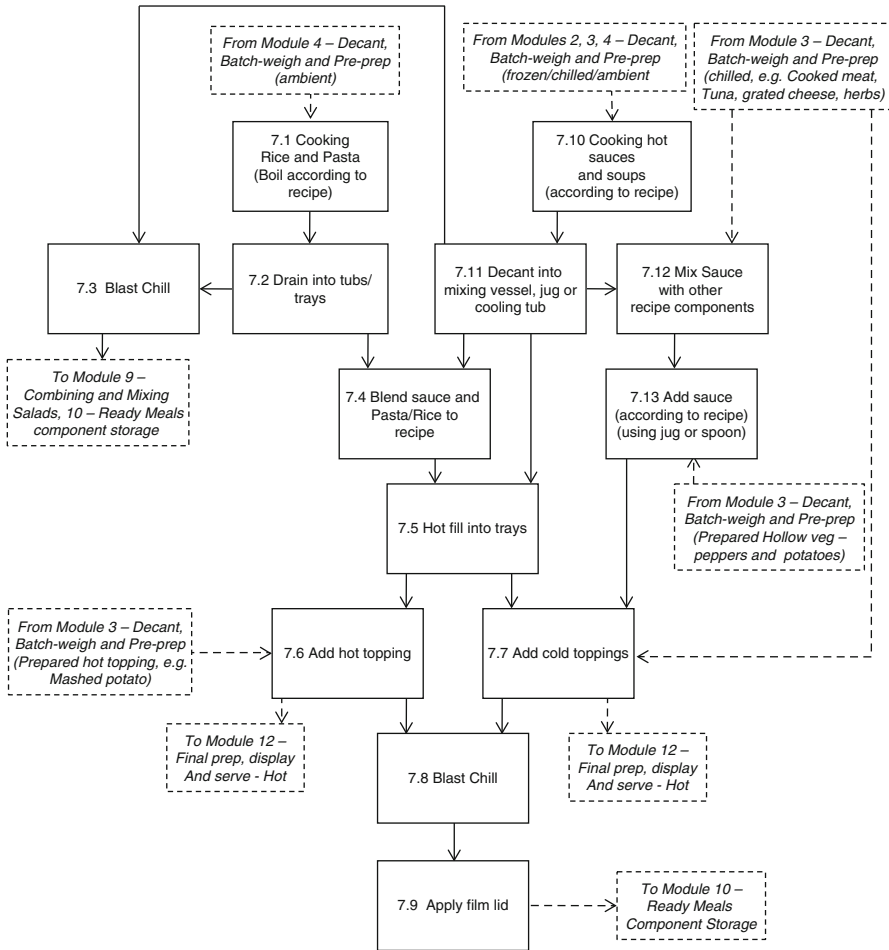 From Module 4 – Decant,
Batch-weigh and Pre-prep
(ambient)
From Modules 2, 3, 4 – Decant,
Batch-weigh and Pre-prep
(frozen/chilled/ambient
From Module 3 – Decant,
Batch-weigh and Pre-prep
(chilled, e.g. Cooked meat,
Tuna, grated cheese, herbs)
7.1 Cooking
Rice and Pasta
(Boil according to
recipe)
7.10 Cooking hot
sauces
and soups
(according to recipe)
7.3 Blast Chill
7.2 Drain into tubs/
trays
7.11 Decant into
mixing vessel, jug or
cooling tub
7.12 Mix Sauce
with other
recipe components
To Module 9 –
Combining and Mixing
Salads, 10 – Ready Meals
component storage
7.4 Blend sauce and
Pasta/Rice to
recipe
7.13 Add sauce
(according to recipe)
(using jug or spoon)
7.5 Hot fill into trays
From Module 3 – Decant,
Batch-weigh and Pre-prep
(Prepared Hollow veg –
peppers and potatoes)
From Module 3 – Decant,
Batch-weigh and Pre-prep
(Prepared hot topping, e.g.
Mashed potato)
7.6 Add hot topping
7.7 Add cold toppings
To Module 12 –
Final prep, display
And serve - Hot
7.8 Blast Chill
To Module 12 –
Final prep, display
And serve - Hot
7.9 Apply film lid
To Module 10 –
Ready Meals
Component Storage